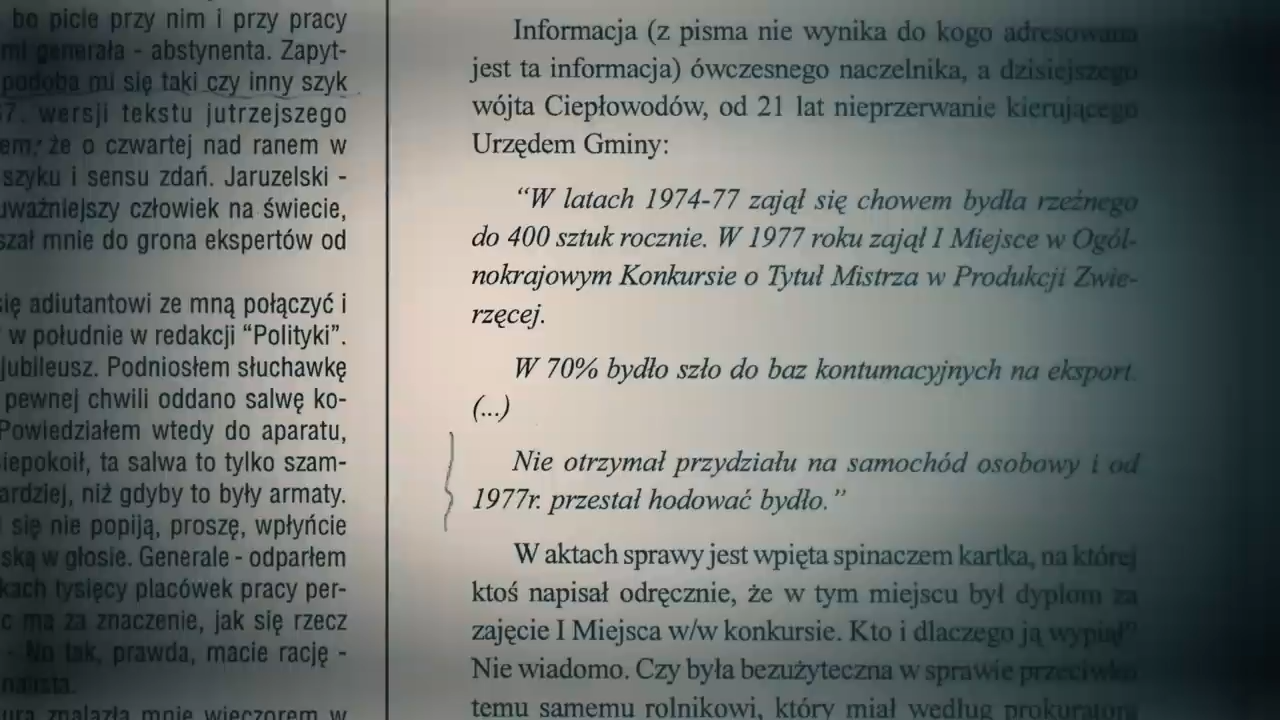 bo picie przy nim i przy pracy
generała - abstynenta. Zapyt-
podoba mi się taki czy inny szyk
wersji tekstu jutrzejszego
że o czwartej nad ranem w
szyku i sensu zdań. Jaruzelski -
uważniejszy człowiek na świecie,
szał mnie do grona ekspertów od
się adiutantowi ze mną połączyć i
w południe w redakcji “Polityki”.
jubileusz. Podniosłem słuchawkę
pewnej chwili oddano salwę ko-
Powiedziałem wtedy do aparatu,
iepokoił, ta salwa to tylko szam-
ardziej, niż gdyby to były armaty.
się nie popiją, proszę, wpłyńcie
ską w głosie. Generale - odparłem
kach tysięcy placówek pracy per-
c ma za znaczenie, jak się rzecz
- No tak, prawda, macie rację -
nalista.
znalazła mnie wieczorem w
Informacja (z pisma nie wynika do kogo adresowana
jest ta informacja) ówczesnego naczelnika, a dzisiejszego
wójta Ciepłowodów, od 21 lat nieprzerwanie kierującego
Urzędem Gminy:
“W latach 1974-77 zajął się chowem bydła rzeźnego
do 400 sztuk rocznie. W 1977 roku zajął I Miejsce w Ogól-
nokrajowym Konkursie o Tytuł Mistrza w Produkcji Zwie-
rzęcej.
W 70% bydło szło do baz kontumacyjnych na eksport.
(...)
Nie otrzymał przydziału na samochód osobowy i od
1977r. przestał hodować bydło.”
W aktach sprawy jest wpięta spinaczem kartka, na której
ktoś napisał odręcznie, że w tym miejscu był dyplom za
zajęcie I Miejsca w/w konkursie. Kto i dlaczego ją wypiął?
Nie wiadomo. Czy była bezużyteczna w sprawie przeciwko
temu samemu rolnikowi, który miał według prokuratora